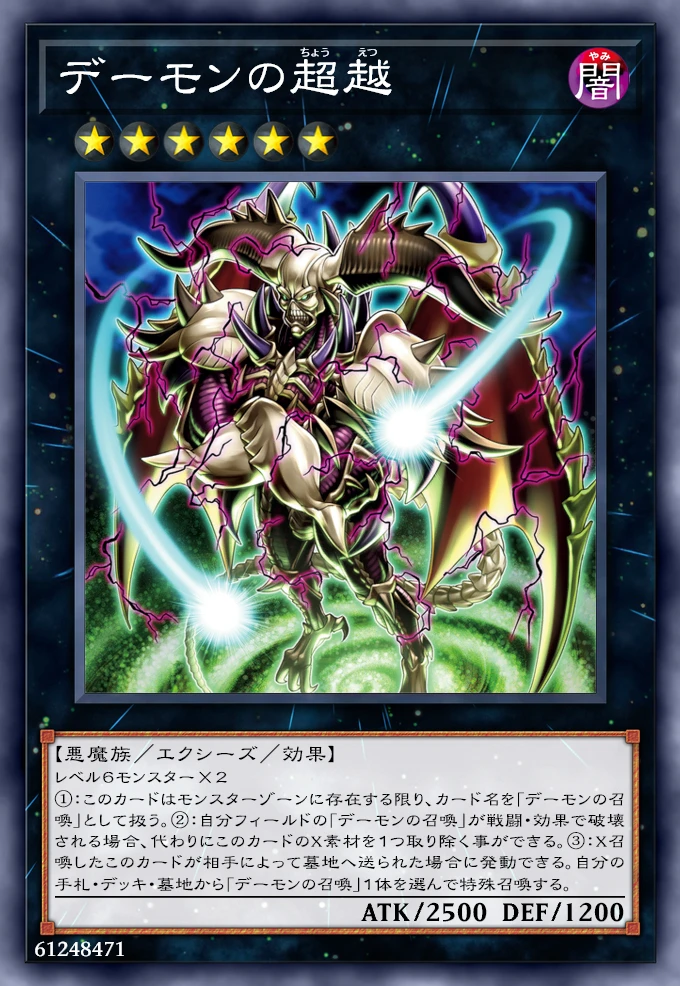 デーモンの超越
ちょう えつ
闇
やみ
【悪魔族／エクシーズ／効果】
レベル６モンスター×２
①：このカードはモンスターゾーンに存在する限り、カード名を「デーモンの召
喚」として扱う。②：自分フィールドの「デーモンの召喚」が戦闘・効果で破壊
される場合、代わりにこのカードのX素材を１つ取り除く事ができる。③：X召
喚したこのカードが相手によって墓地へ送られた場合に発動できる。自分の
手札・デッキ・墓地から「デーモンの召喚」１体を選んで特殊召喚する。
ATK/2500 DEF/1200
61248471